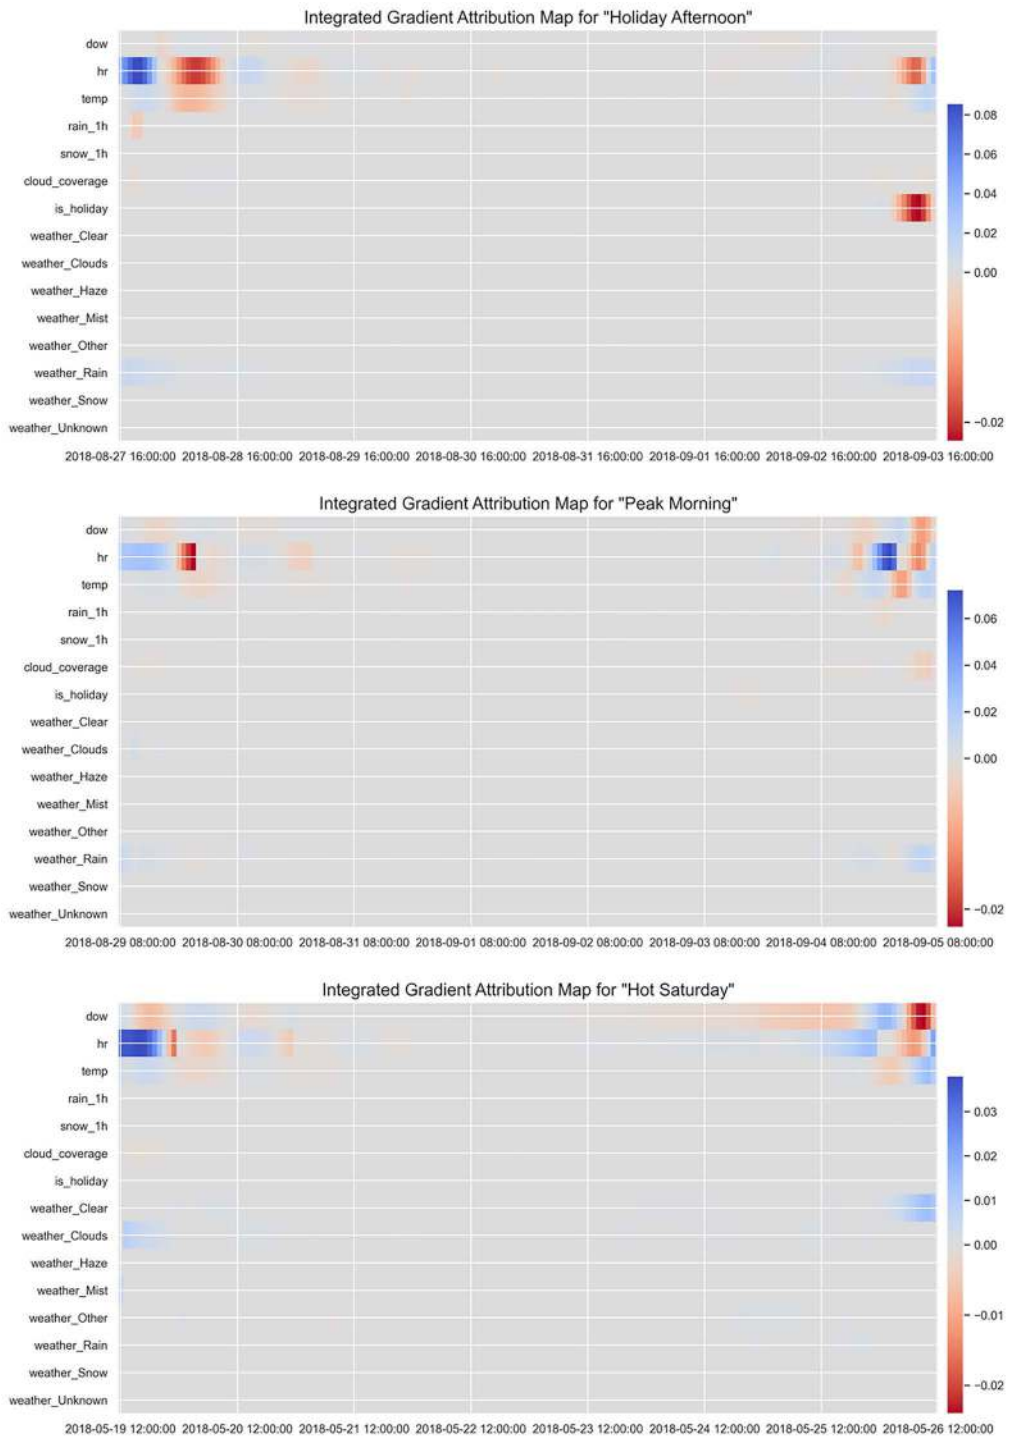 Integrated Gradient Attribution Map for "Holiday Afternoon"
dow
hr
temp
rain_1h
snow_1h
cloud_coverage
is_holiday
weather_Clear
weather_Clouds
weather_Haze
weather_Mist
weather_Other
weather_Rain
weather_Snow
weather_Unknown
0.08
0.06
0.04
0.02
0.00
−0.02
2018-08-27 16:00:00 2018-08-28 16:00:00 2018-08-29 16:00:00 2018-08-30 16:00:00 2018-08-31 16:00:00 2018-09-01 16:00:00 2018-09-02 16:00:00 2018-09-03 16:00:00
Integrated Gradient Attribution Map for "Peak Morning"
dow
hr
temp
rain_1h
snow_1h
cloud_coverage
is_holiday
weather_Clear
weather_Clouds
weather_Haze
weather_Mist
weather_Other
weather_Rain
weather_Snow
weather_Unknown
0.06
0.04
0.02
0.00
−0.02
2018-08-29 08:00:00 2018-08-30 08:00:00 2018-08-31 08:00:00 2018-09-01 08:00:00 2018-09-02 08:00:00 2018-09-03 08:00:00 2018-09-04 08:00:00 2018-09-05 08:00:00
Integrated Gradient Attribution Map for "Hot Saturday"
dow
hr
temp
rain_1h
snow_1h
cloud_coverage
is_holiday
weather_Clear
weather_Clouds
weather_Haze
weather_Mist
weather_Other
weather_Rain
weather_Snow
weather_Unknown
0.03
0.02
0.01
0.00
−0.01
−0.02
2018-05-19 12:00:00 2018-05-20 12:00:00 2018-05-21 12:00:00 2018-05-22 12:00:00 2018-05-23 12:00:00 2018-05-24 12:00:00 2018-05-25 12:00:00 2018-05-26 12:00:00